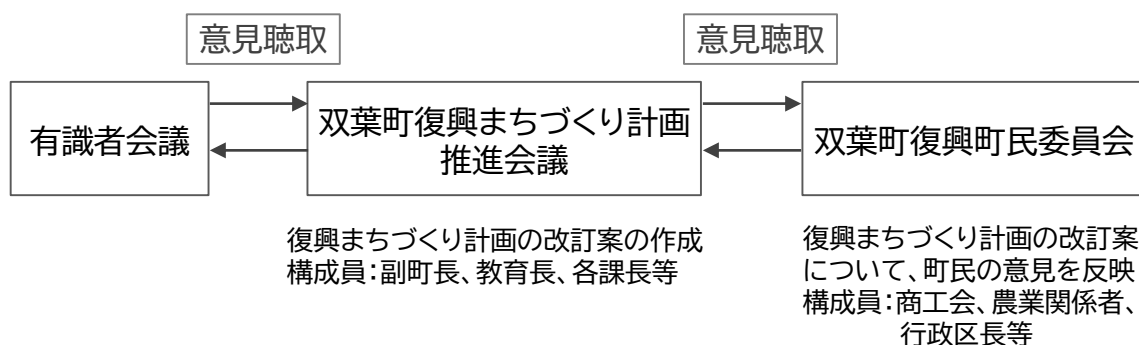 意見聴取
意見聴取
有識者会議
双葉町復興まちづくり計画
推進会議
双葉町復興町民委員会
復興まちづくり計画の改訂案の作成
構成員：副町長、教育長、各課長等
復興まちづくり計画の改訂案
について、町民の意見を反映
構成員：商工会、農業関係者、
行政区長等